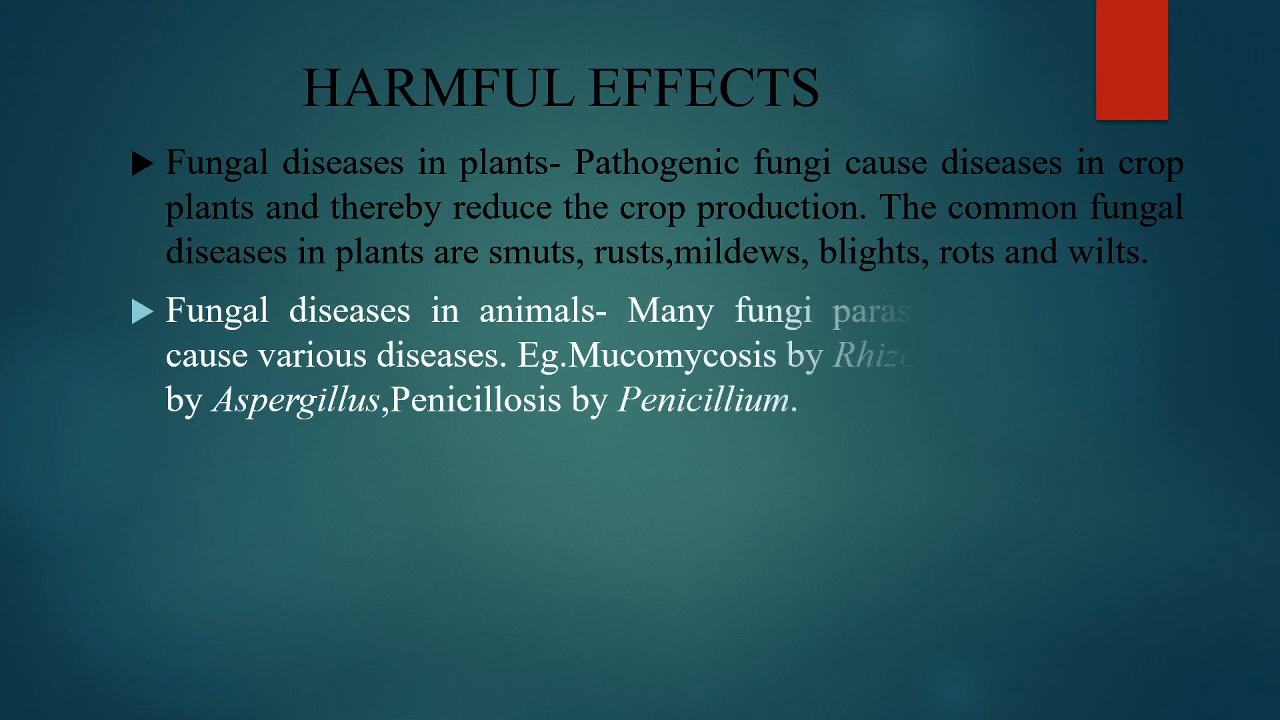 HARMFUL EFFECTS
Fungal diseases in plants- Pathogenic fungi cause diseases in crop
plants and thereby reduce the crop production. The common fungal
diseases in plants are smuts, rusts,mildews, blights, rots and wilts.
Fungal diseases in animals- Many fungi
cause various diseases. Eg.Mucomycosis by
by Aspergillus,Penicillosis by Penicillium.